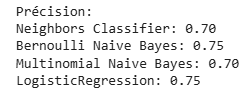 Précision:
Neighbors Classifier: 0.70
Bernoulli Naive Bayes: 0.75
Multinomial Naive Bayes: 0.70
LogisticRegression: 0.75